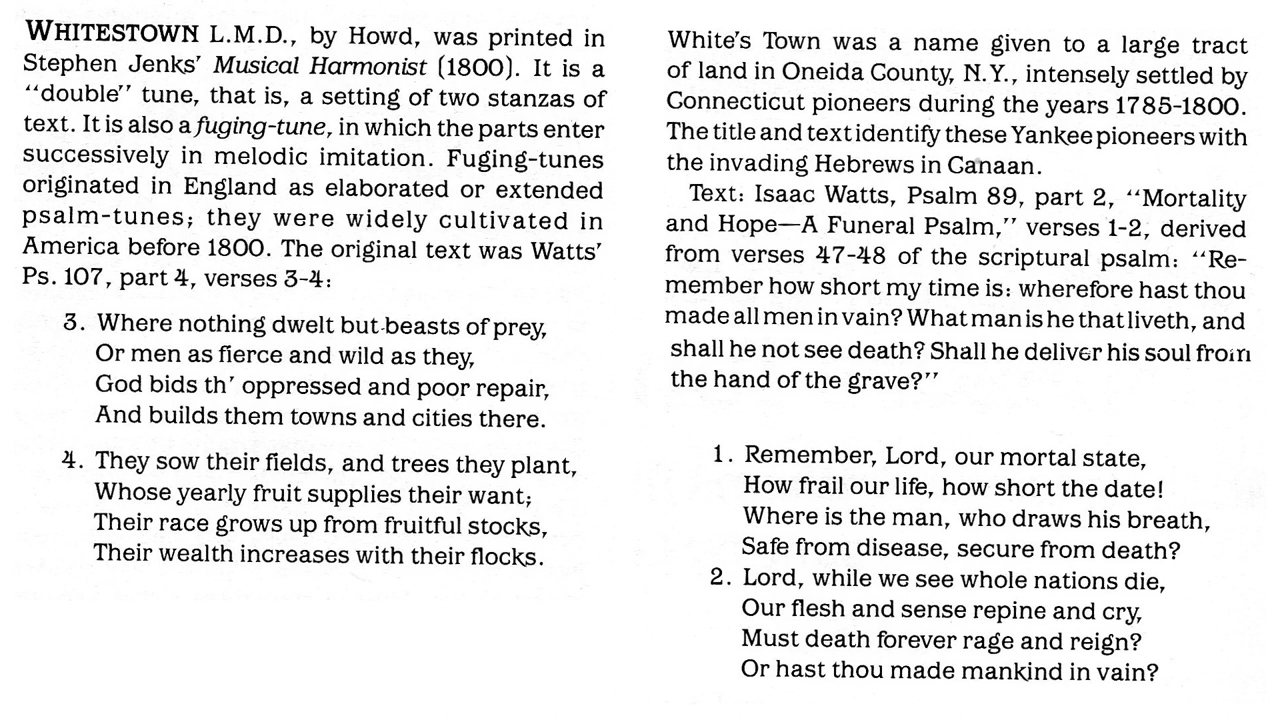 WHITESTOWN L.M.D., by Howd, was printed in
Stephen Jenks' Musical Harmonist (1800). It is a
"double" tune, that is, a setting of two stanzas of
text. It is also a fuging-tune, in which the parts enter
successively in melodic imitation. Fuging-tunes
originated in England as elaborated or extended
psalm-tunes; they were widely cultivated in
America before 1800. The original text was Watts'
Ps. 107, part 4, verses 3-4:
3. Where nothing dwelt but beasts of prey,
Or men as fierce and wild as they,
God bids th' oppressed and poor repair,
And builds them towns and cities there.
4. They sow their fields, and trees they plant,
Whose yearly fruit supplies their want;
Their race grows up from fruitful stocks,
Their wealth increases with their flocks.
White's Town was a name given to a large tract
of land in Oneida County, N.Y., intensely settled by
Connecticut pioneers during the years 1785-1800.
The title and text identify these Yankee pioneers with
the invading Hebrews in Canaan.
Text: Isaac Watts, Psalm 89, part 2, "Mortality
and Hope—A Funeral Psalm," verses 1-2, derived
from verses 47-48 of the scriptural psalm: "Re-
member how short my time is: wherefore hast thou
made all men in vain? What man is he that liveth, and
shall he not see death? Shall he deliver his soul from
the hand of the grave?"
1. Remember, Lord, our mortal state,
How frail our life, how short the date!
Where is the man, who draws his breath,
Safe from disease, secure from death?
2. Lord, while we see whole nations die,
Our flesh and sense repine and cry,
Must death forever rage and reign?
Or hast thou made mankind in vain?